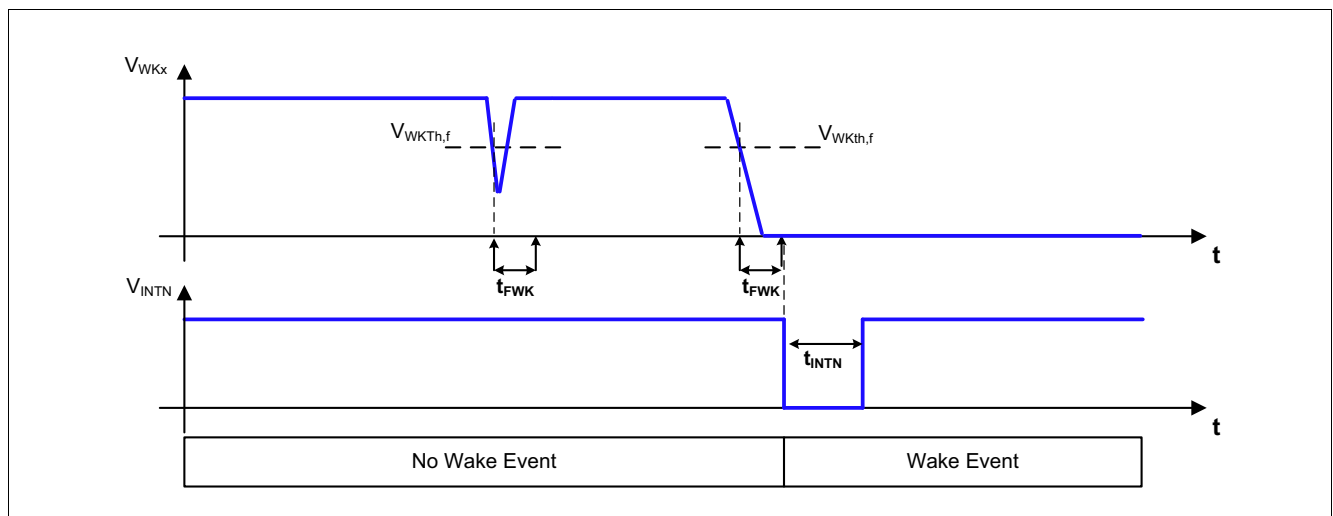 VWKx
VWKTh,f
VWKth,f
t
tFWK
tFWK
VINTN
tINTN
t
No Wake Event
Wake Event